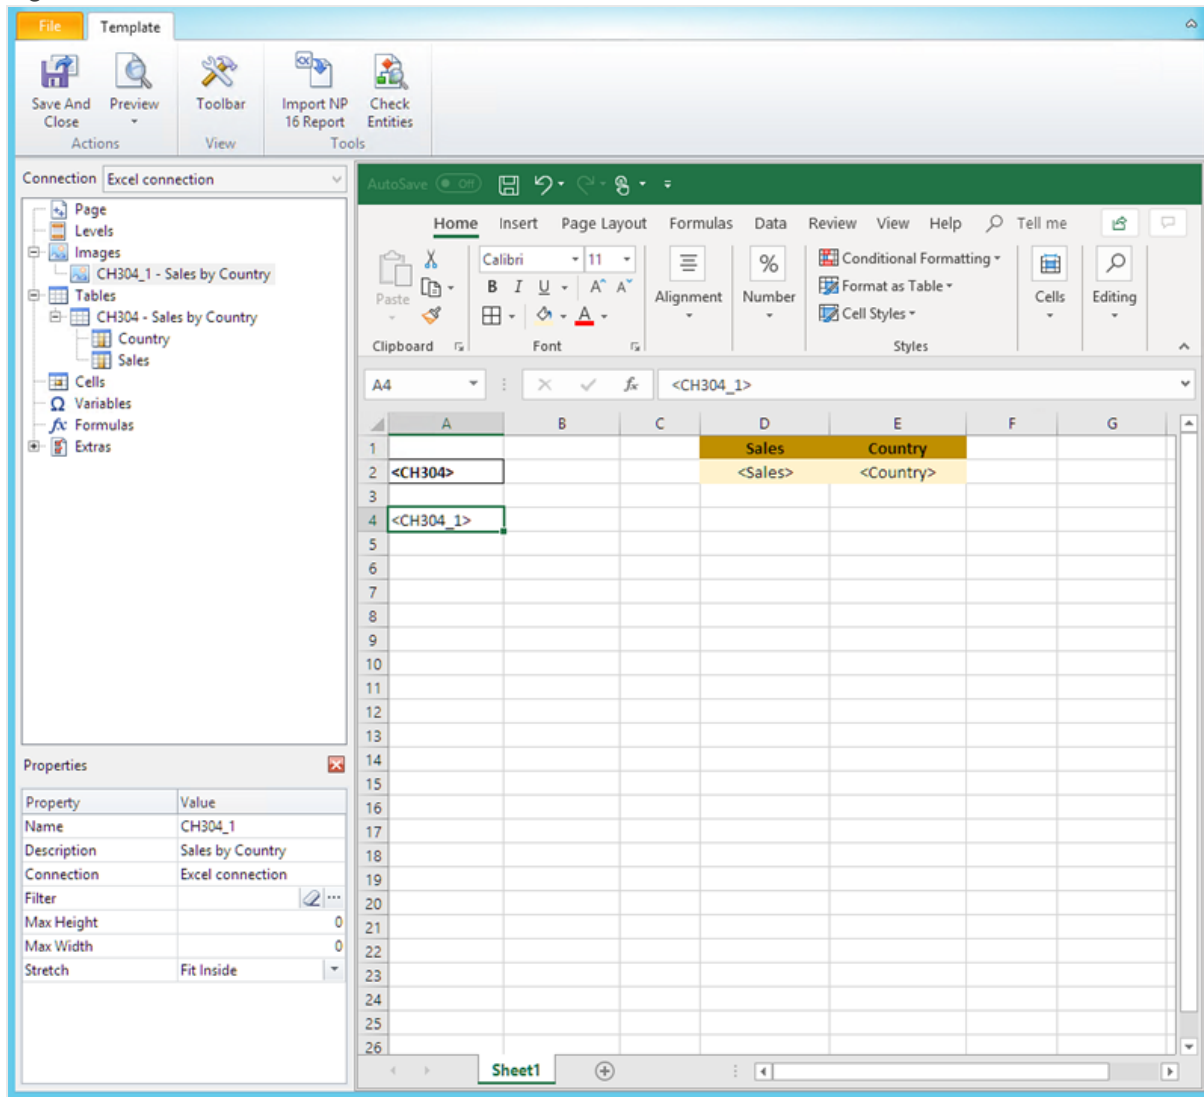 File Template
Save And Close Preview Toolbar Import NP 16 Report Check Entities
Actions View Tools
Connection Excel connection
Page
Levels
Images
CH304_1 - Sales by Country
Tables
CH304 - Sales by Country
Country
Sales
Cells
Variables
Formulas
Extras
Properties
Property Value
Name CH304_1
Description Sales by Country
Connection Excel connection
Filter ...
Max Height 0
Max Width 0
Stretch Fit Inside
AutoSave Off
Home Insert Page Layout Formulas Data Review View Help Tell me
Paste Calibri 11 B I U A A A Alignment % Number Conditional Formatting Format as Table Cell Styles Cells Editing
Clipboard Font Styles
A4 fx <CH304_1>
A B C D E F G
1 Sales Country
2 <CH304> <Sales> <Country>
3
4 <CH304_1>
5
6
7
8
9
10
11
12
13
14
15
16
17
18
19
20
21
22
23
24
25
26
Sheet1